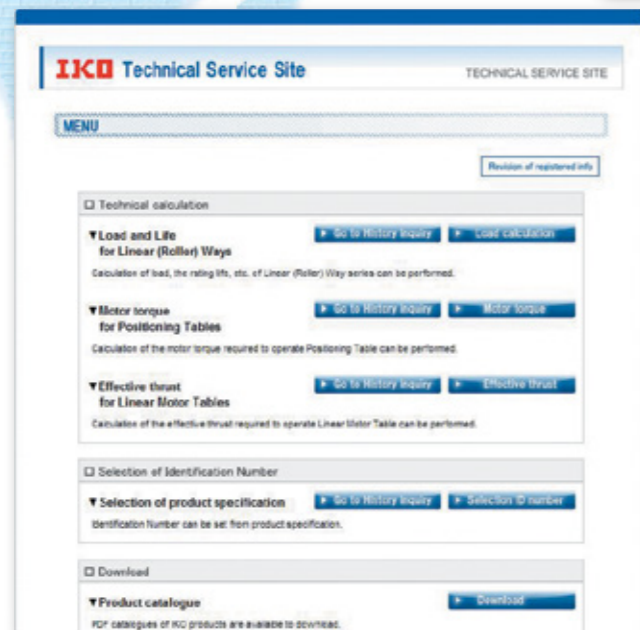 IKO Technical Service Site
TECHNICAL SERVICE SITE
MENU
Revision of registered info
Technical calculation
▼Load and Life
for Linear (Roller) Ways
Go to History Inquiry
Load calculation
Calculation of load, the rating life, etc. of Linear (Roller) Way series can be performed.
▼Motor torque
for Positioning Tables
Go to History Inquiry
Motor torque
Calculation of the motor torque required to operate Positioning Table can be performed.
▼Effective thrust
for Linear Motor Tables
Go to History Inquiry
Effective thrust
Calculation of the effective thrust required to operate Linear Motor Table can be performed.
Selection of Identification Number
▼Selection of product specification
Go to History Inquiry
Selection ID number
Identification Number can be set from product specification.
Download
▼Product catalogue
Download
PDF catalogues of IKO products are available to download.